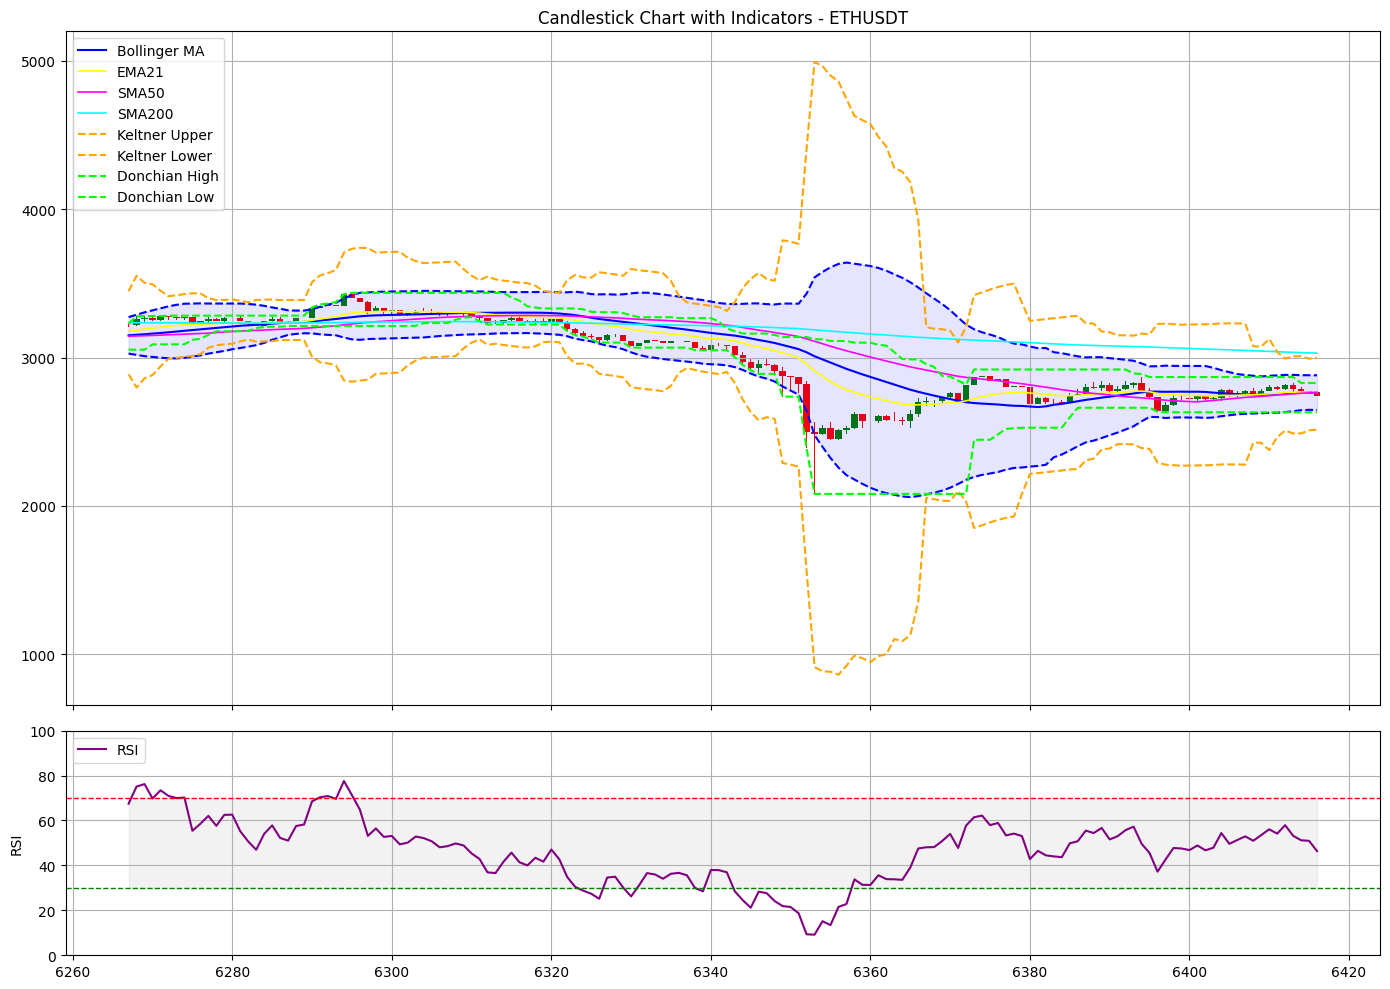 Candlestick Chart with Indicators - ETHUSDT
Bollinger MA
EMA21
SMA50
SMA200
Keltner Upper
Keltner Lower
Donchian High
Donchian Low
5000
4000
3000
2000
1000
RSI
100
80
60
40
20
0
RSI
6260
6280
6300
6320
6340
6360
6380
6400
6420